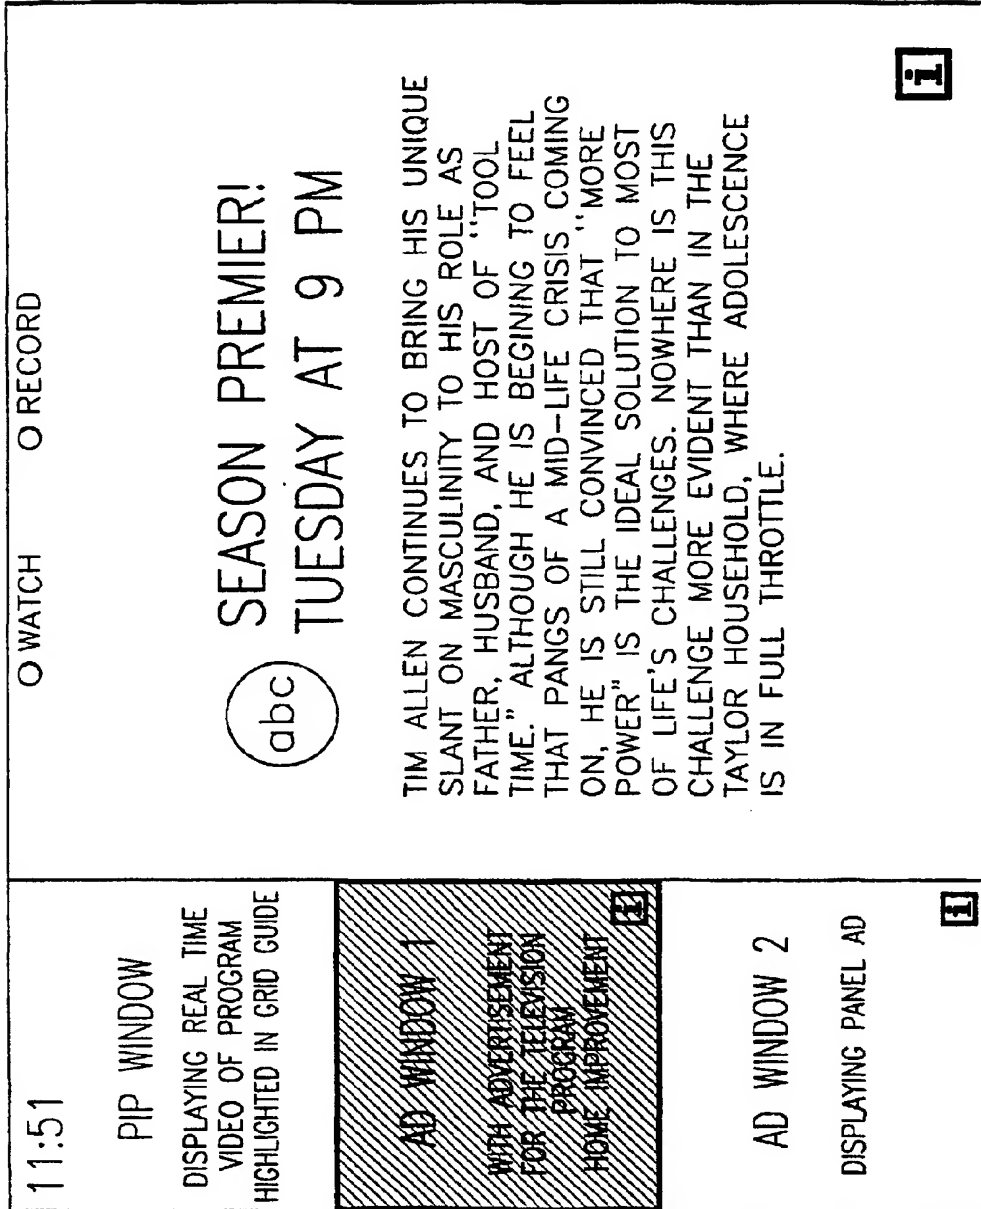 11:51
PIP WINDOW
DISPLAYING REAL TIME
VIDEO OF PROGRAM
HIGHLIGHTED IN GRID GUIDE
AD WINDOW 1
WITH ADVERTISEMENT
FOR THE TELEVISION
PROGRAM
HOME IMPROVEMENT
i
AD WINDOW 2
DISPLAYING PANEL AD
i
O WATCH O RECORD
abc
SEASON PREMIER!
TUESDAY AT 9 PM
TIM ALLEN CONTINUES TO BRING HIS UNIQUE
SLANT ON MASCULINITY TO HIS ROLE AS
FATHER, HUSBAND, AND HOST OF "TOOL
TIME." ALTHOUGH HE IS BEGINING TO FEEL
THAT PANGS OF A MID-LIFE CRISIS COMING
ON, HE IS STILL CONVINCED THAT "MORE
POWER" IS THE IDEAL SOLUTION TO MOST
OF LIFE'S CHALLENGES. NOWHERE IS THIS
CHALLENGE MORE EVIDENT THAN IN THE
TAYLOR HOUSEHOLD, WHERE ADOLESCENCE
IS IN FULL THROTTLE.
i